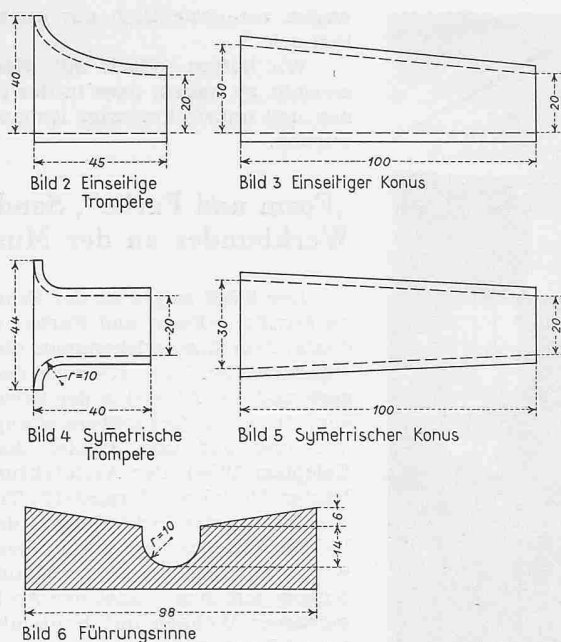 40
20
45
Bild 2 Einseitige
Trompete
30
20
100
Bild 3 Einseitiger Konus
44
20
r=10
40
Bild 4 Symetrische
Trompete
30
20
100
Bild 5 Symetrischer Konus
r=10
6
14
98
Bild 6 Führungsrinne